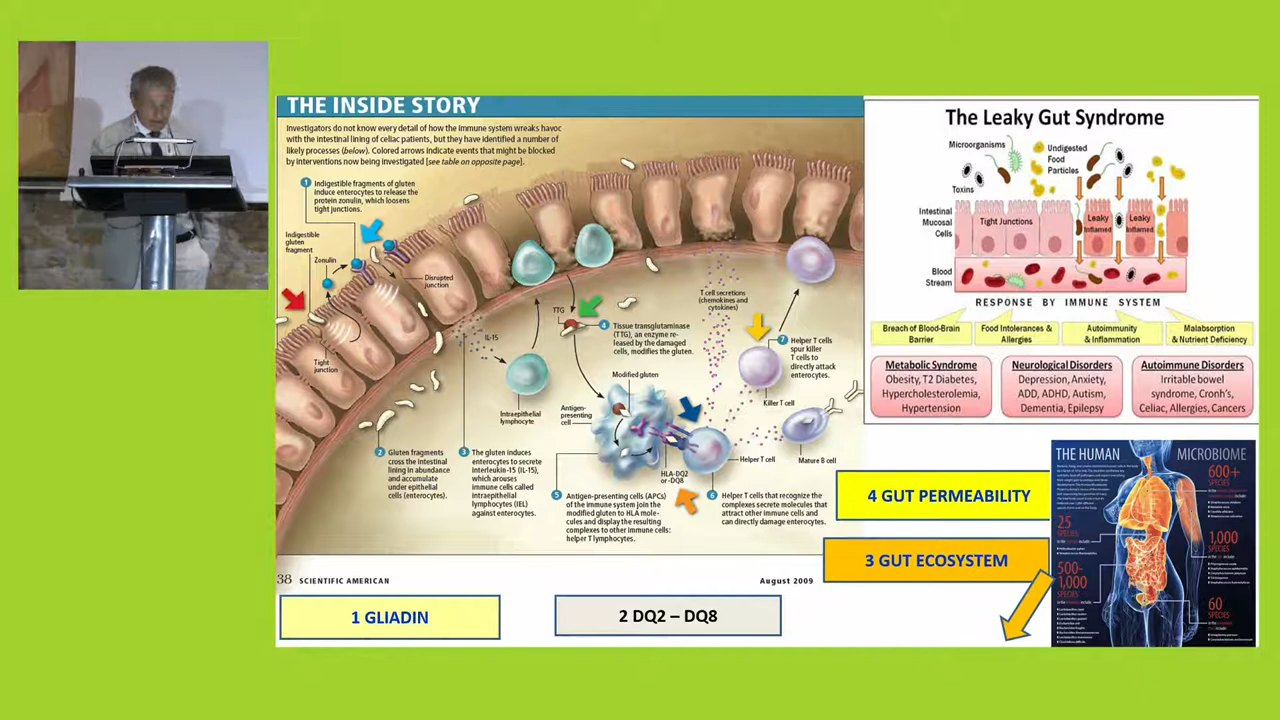 THE INSIDE STORY
Investigators do not know every detail of how the immune system wreaks havoc
with the intestinal lining of celiac patients, but they have identified a number of
likely processes (below). Colored arrows indicate events that might be blocked
by interventions now being investigated [see table on opposite page].
1 Indigestible fragments of gluten
induce enterocytes to release the
protein zonulin, which loosens
tight junctions.
Indigestible
gluten
fragment
Zonulin
Disrupted
junction
Tight
junction
IL-15
TTG
4 Tissue transglutaminase
(TTG), an enzyme re-
leased by the damaged
cells, modifies the gluten.
T cell secretions
(chemokines and
cytokines)
7 Helper T cells
spur killer
T cells to
directly attack
enterocytes.
Modified gluten
Killer T cell
Intraepithelial
lymphocyte
Antigen-
presenting
cell
HLA-DQ2
or -DQ8
Helper T cell
Mature B cell
2 Gluten fragments
cross the intestinal
lining in abundance
and accumulate
under epithelial
cells (enterocytes).
3 The gluten induces
enterocytes to secrete
interleukin-15 (IL-15),
which arouses
immune cells called
intraepithelial
lymphocytes (IEL)
against enterocytes.
5 Antigen-presenting cells (APCs)
of the immune system join the
modified gluten to HLA mole-
cules and display the resulting
complexes to other immune cells:
helper T lymphocytes.
6 Helper T cells that recognize the
complexes secrete molecules that
attract other immune cells and
can directly damage enterocytes.
38 SCIENTIFIC AMERICAN
August 2009
The Leaky Gut Syndrome
Microorganisms
Undigested
Food
Particles
Toxins
Intestinal
Mucosal
Cells
Tight Junctions
Leaky
Inflamed
Leaky
Inflamed
Blood
Stream
RESPONSE BY IMMUNE SYSTEM
Breach of Blood-Brain
Barrier
Food Intolerances &
Allergies
Autoimmunity
& Inflammation
Malabsorption
& Nutrient Deficiency
Metabolic Syndrome
Obesity, T2 Diabetes,
Hypercholesterolemia,
Hypertension
Neurological Disorders
Depression, Anxiety,
ADD, ADHD, Autism,
Dementia, Epilepsy
Autoimmune Disorders
Irritable bowel
syndrome, Cronh's,
Celiac, Allergies, Cancers
4 GUT PERMEABILITY
3 GUT ECOSYSTEM
1 GLIADIN
2 DQ2 – DQ8
THE HUMAN MICROBIOME
600+
SPECIES
25
SPECIES
1,000
SPECIES
500-
1,000
SPECIES
60
SPECIES